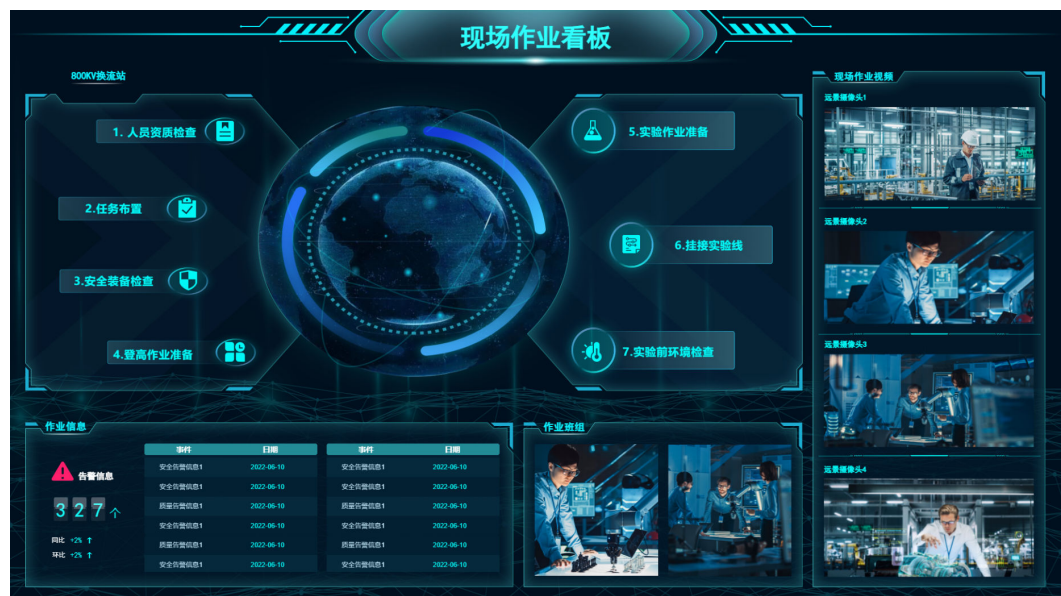 现场作业看板
800KV换流站
1. 人员资质检查
2.任务布置
3.安全装备检查
4.登高作业准备
5.实验作业准备
6.挂接实验线
7.实验前环境检查
现场作业视频
远景摄像头1
远景摄像头2
远景摄像头3
远景摄像头4
作业信息
告警信息
327个
同比 +2% ↑
环比 +2% ↑
事件 日期 事件 日期
安全告警信息1 2022-06-10 安全告警信息1 2022-06-10
安全告警信息1 2022-06-10 安全告警信息1 2022-06-10
质量告警信息1 2022-06-10 质量告警信息1 2022-06-10
安全告警信息1 2022-06-10 安全告警信息1 2022-06-10
质量告警信息1 2022-06-10 质量告警信息1 2022-06-10
安全告警信息1 2022-06-10 安全告警信息1 2022-06-10
作业班组